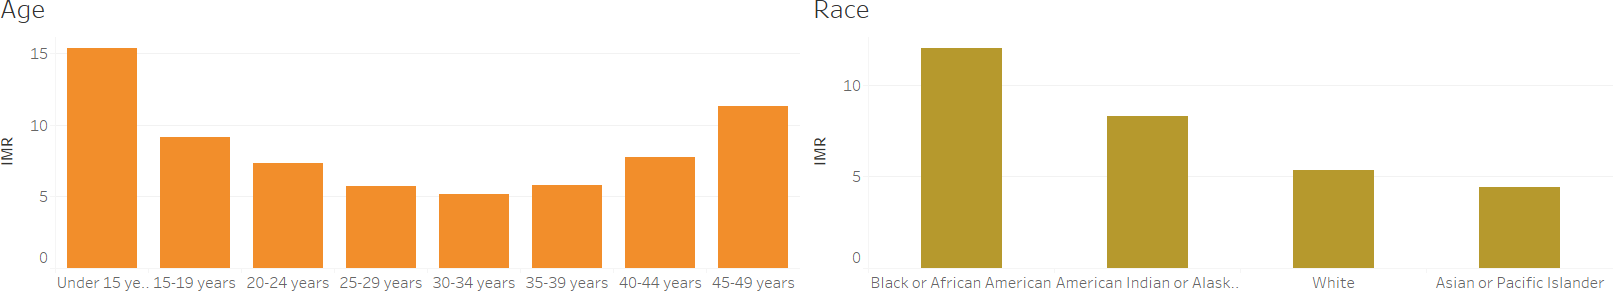 Age
IMR
15
10
5
0
Under 15 ye.. 15-19 years 20-24 years 25-29 years 30-34 years 35-39 years 40-44 years 45-49 years
Race
IMR
10
5
0
Black or African American American Indian or Alask.. White Asian or Pacific Islander